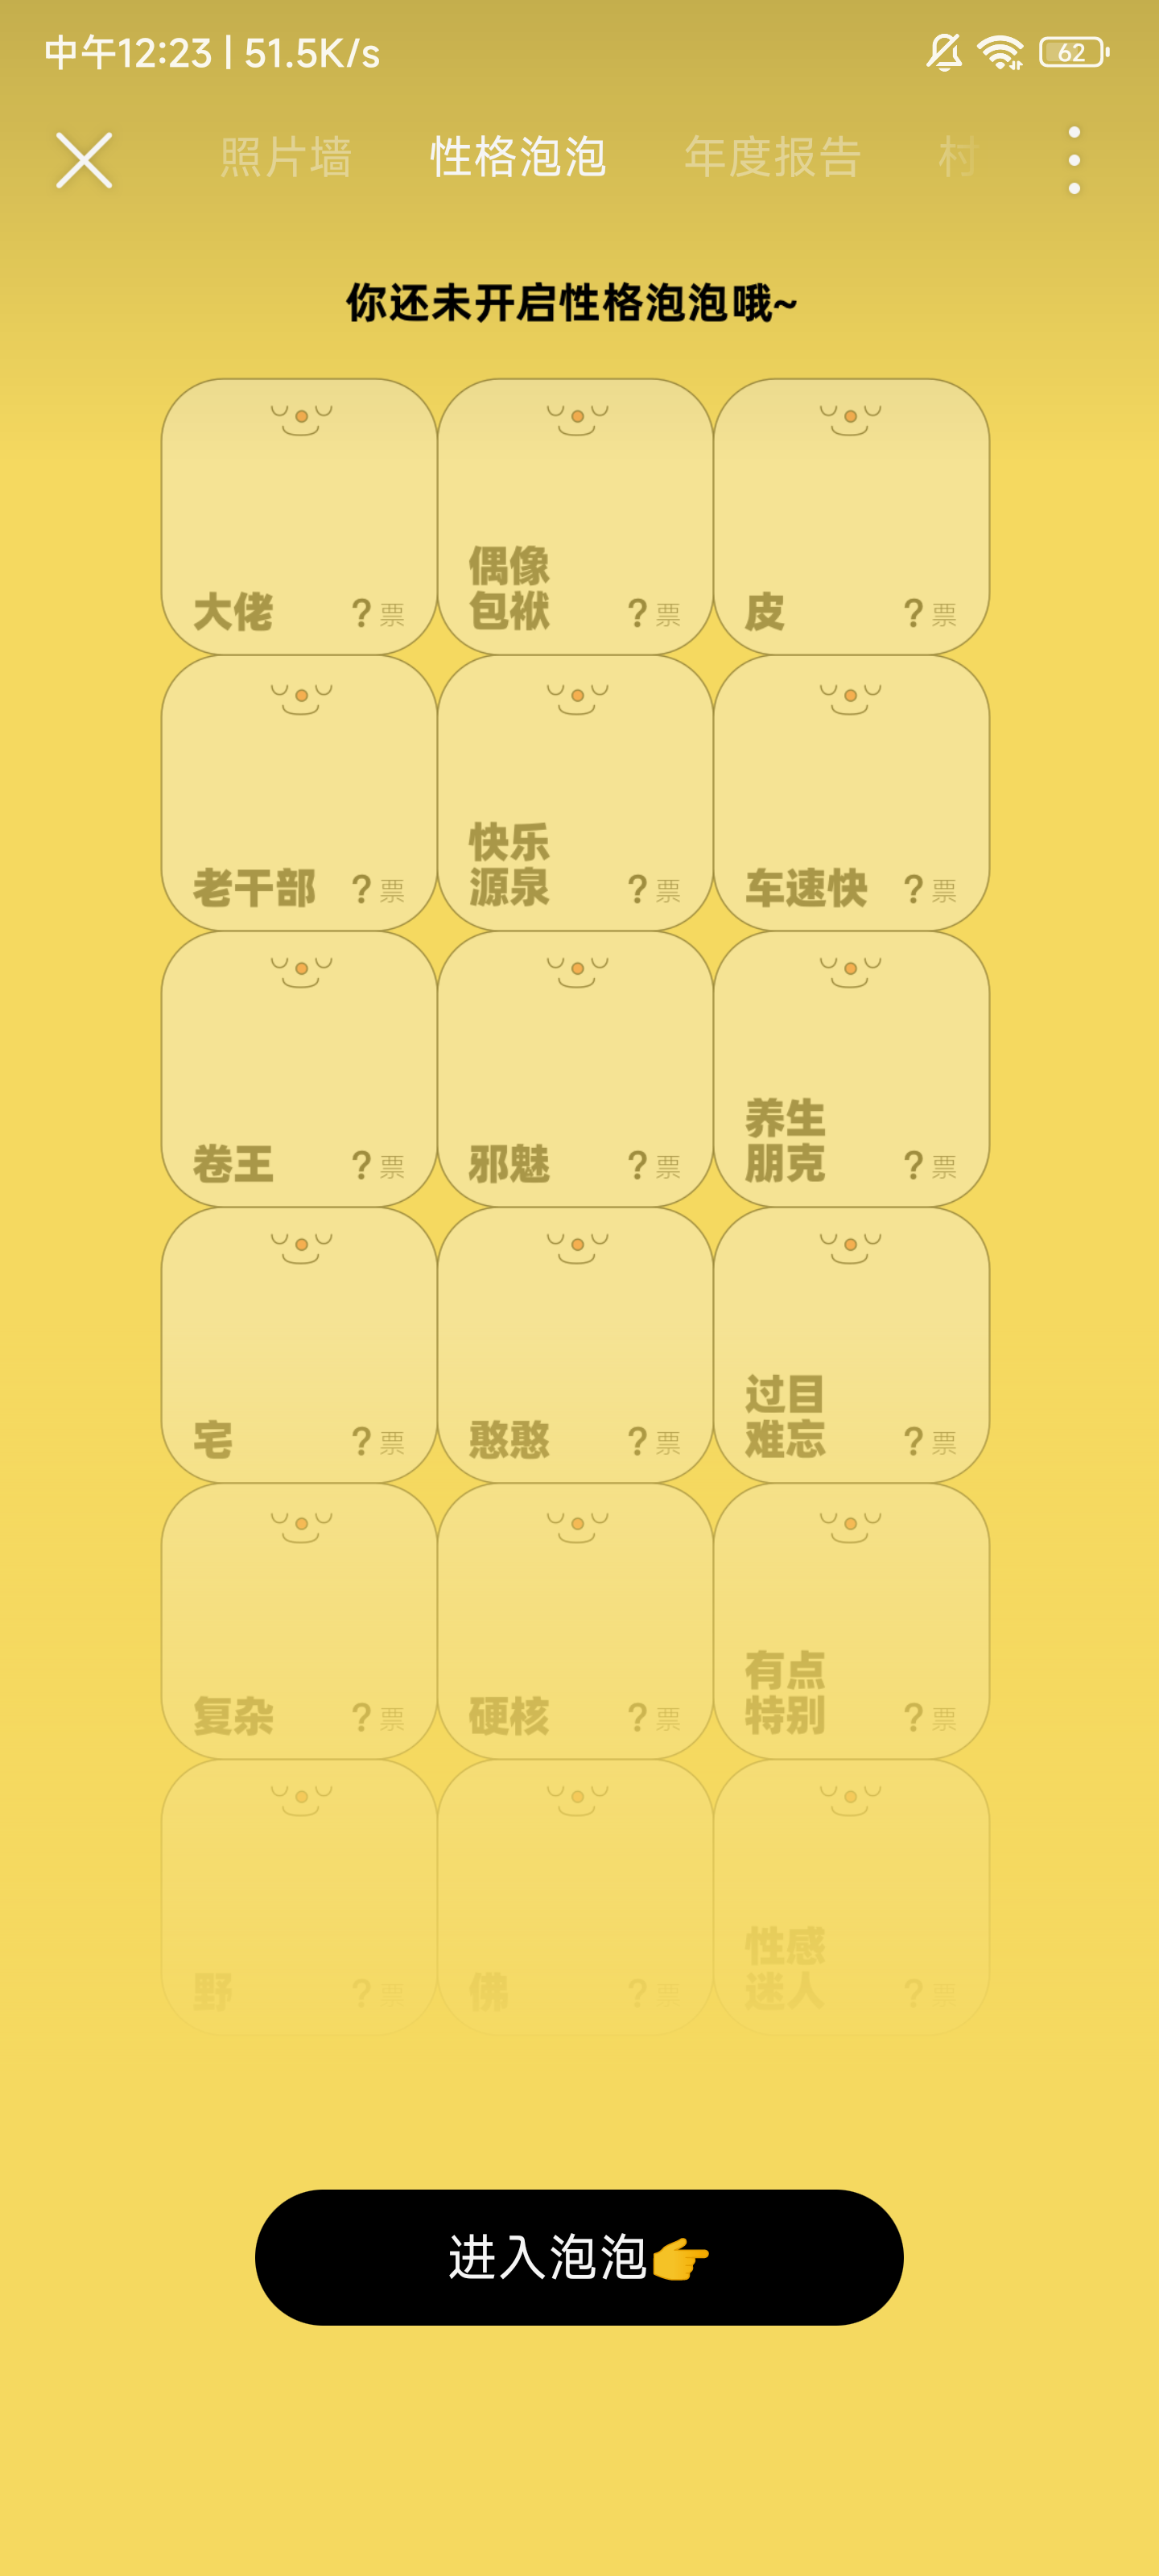 中午12:23 | 51.5K/s
62
照片墙 性格泡泡 年度报告 村
你还未开启性格泡泡哦~
大佬 ?票
偶像
包袱 ?票
皮 ?票
老干部 ?票
快乐
源泉 ?票
车速快 ?票
卷王 ?票
邪魅 ?票
养生
朋克 ?票
宅 ?票
憨憨 ?票
过目
难忘 ?票
复杂 ?票
硬核 ?票
有点
特别 ?票
野 ?票
佛 ?票
性感
迷人 ?票
进入泡泡👉